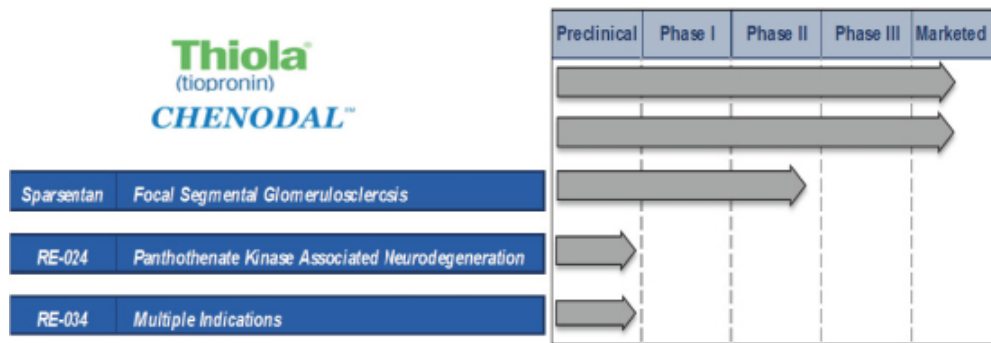 Preclinical Phase I Phase II Phase III Marketed
Thiola®
(tiopronin)
CHENODAL™
Sparsentan Focal Segmental Glomerulosclerosis
RE-024 Panthothenate Kinase Associated Neurodegeneration
RE-034 Multiple Indications